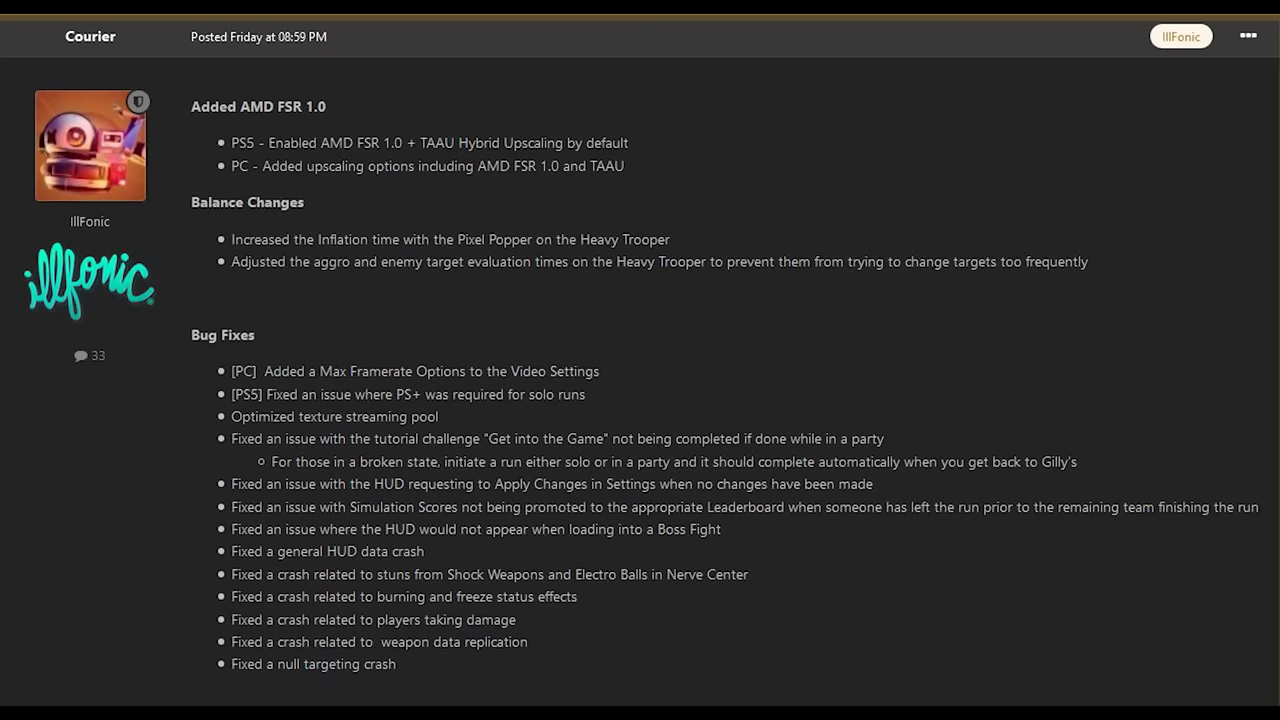 Courier
Posted Friday at 08:59 PM
IllFonic
Added AMD FSR 1.0
PS5 - Enabled AMD FSR 1.0 + TAAU Hybrid Upscaling by default
PC - Added upscaling options including AMD FSR 1.0 and TAAU
Balance Changes
IllFonic
Increased the Inflation time with the Pixel Popper on the Heavy Trooper
Adjusted the aggro and enemy target evaluation times on the Heavy Trooper to prevent them from trying to change targets too frequently
illfonic
Bug Fixes
33
[PC]  Added a Max Framerate Options to the Video Settings
[PS5] Fixed an issue where PS+ was required for solo runs
Optimized texture streaming pool
Fixed an issue with the tutorial challenge "Get into the Game" not being completed if done while in a party
For those in a broken state, initiate a run either solo or in a party and it should complete automatically when you get back to Gilly's
Fixed an issue with the HUD requesting to Apply Changes in Settings when no changes have been made
Fixed an issue with Simulation Scores not being promoted to the appropriate Leaderboard when someone has left the run prior to the remaining team finishing the run
Fixed an issue where the HUD would not appear when loading into a Boss Fight
Fixed a general HUD data crash
Fixed a crash related to stuns from Shock Weapons and Electro Balls in Nerve Center
Fixed a crash related to burning and freeze status effects
Fixed a crash related to players taking damage
Fixed a crash related to  weapon data replication
Fixed a null targeting crash